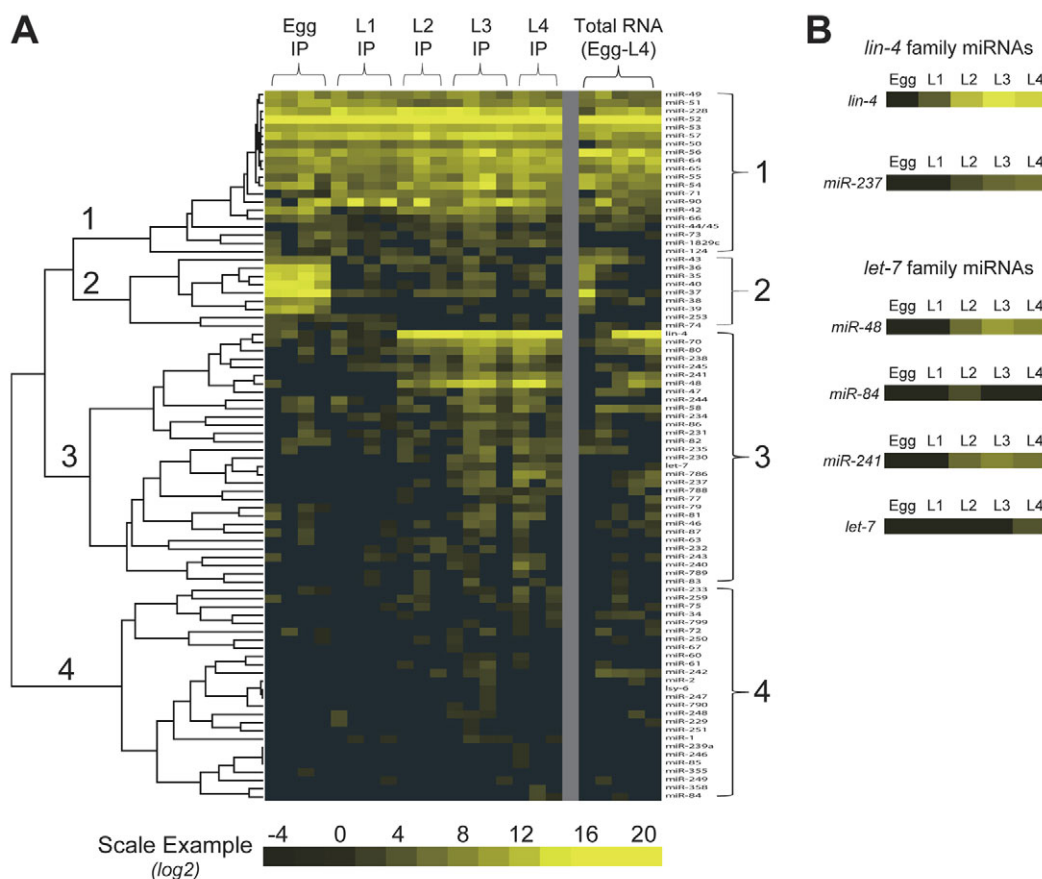 A
Egg
IP
L1
IP
L2
IP
L3
IP
L4
IP
Total RNA
(Egg-L4)
1
2
3
4
miR-49
miR-51
miR-228
miR-52
miR-53
miR-57
miR-50
miR-56
miR-64
miR-65
miR-55
miR-54
miR-71
miR-90
miR-42
miR-66
miR-44/45
miR-73
miR-1829c
miR-124
miR-43
miR-36
miR-35
miR-40
miR-37
miR-38
miR-39
miR-253
miR-74
lin-4
miR-70
miR-80
miR-238
miR-245
miR-241
miR-48
miR-47
miR-244
miR-58
miR-234
miR-86
miR-231
miR-82
miR-235
miR-230
let-7
miR-786
miR-237
miR-788
miR-77
miR-79
miR-81
miR-46
miR-87
miR-63
miR-232
miR-243
miR-240
miR-789
miR-83
miR-233
miR-259
miR-75
miR-34
miR-799
miR-72
miR-250
miR-67
miR-60
miR-61
miR-242
miR-2
lsy-6
miR-247
miR-790
miR-248
miR-229
miR-251
miR-1
miR-239a
miR-246
miR-85
miR-355
miR-249
miR-358
miR-84
1
2
3
4
Scale Example
(log2)
-4 0 4 8 12 16 20
B
lin-4 family miRNAs
Egg L1 L2 L3 L4
lin-4
Egg L1 L2 L3 L4
miR-237
let-7 family miRNAs
Egg L1 L2 L3 L4
miR-48
Egg L1 L2 L3 L4
miR-84
Egg L1 L2 L3 L4
miR-241
Egg L1 L2 L3 L4
let-7